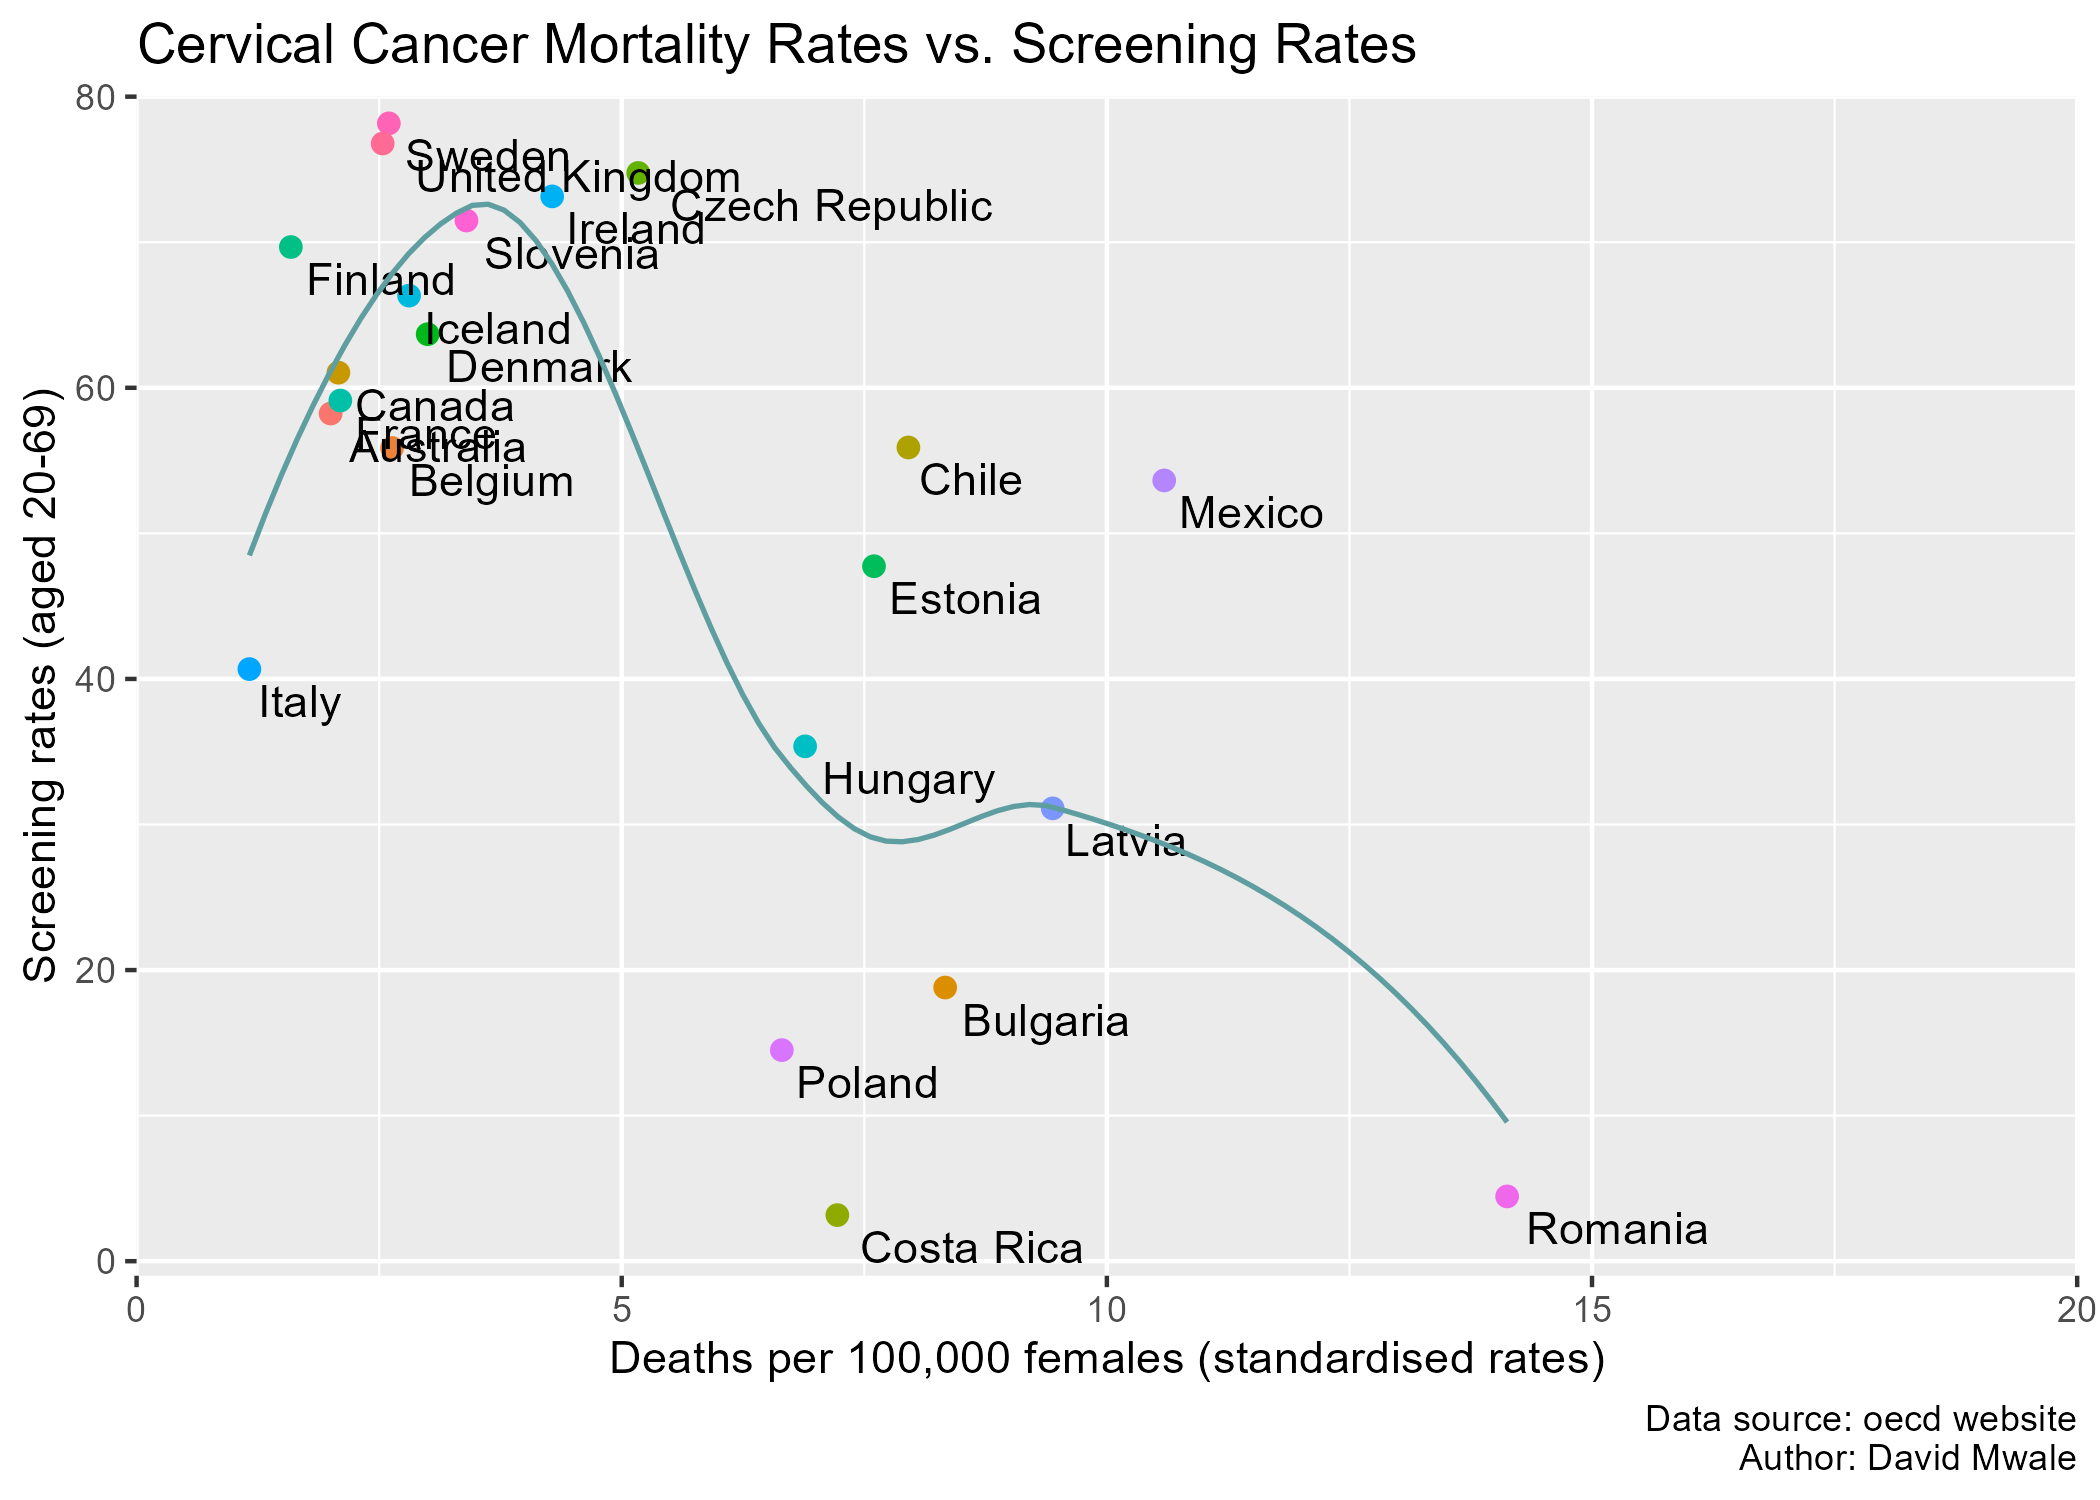 Cervical Cancer Mortality Rates vs. Screening Rates
80
60
40
20
0
Screening rates (aged 20-69)
Sweden
United Kingdom
Czech Republic
Ireland
Slovenia
Finland
Iceland
Denmark
Canada
France
Australia
Belgium
Chile
Mexico
Estonia
Italy
Hungary
Latvia
Bulgaria
Poland
Costa Rica
Romania
0
5
10
15
20
Deaths per 100,000 females (standardised rates)
Data source: oecd website
Author: David Mwale